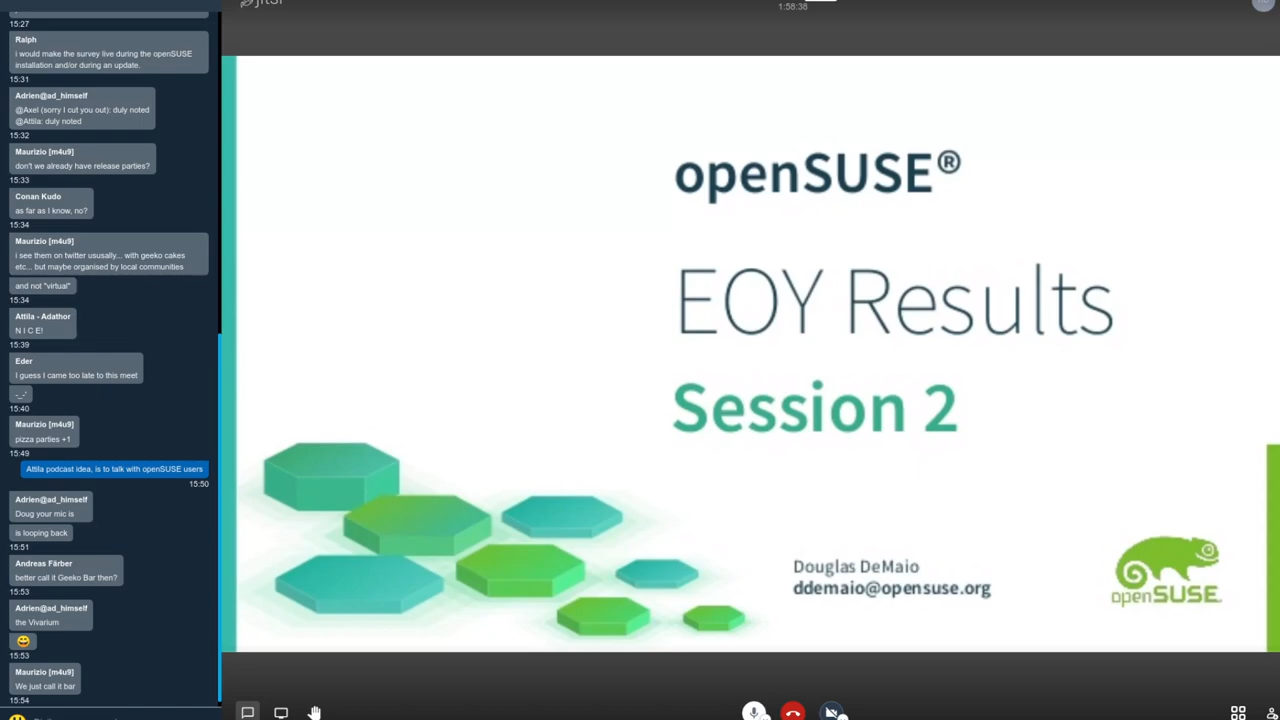 15:27
Ralph
i would make the survey live during the openSUSE
installation and/or during an update.
15:31
Adrien@ad_himself
@Axel (sorry I cut you out): duly noted
@Attila: duly noted
15:32
Maurizio [m4u9]
don't we already have release parties?
15:33
Conan Kudo
as far as I know, no?
15:34
Maurizio [m4u9]
i see them on twitter ususally... with geeko cakes
etc... but maybe organised by local communities
and not "virtual"
15:34
Attila - Adathor
N I C E!
15:39
Eder
I guess I came too late to this meet
-_-'
15:40
Maurizio [m4u9]
pizza parties +1
15:49
Attila podcast idea, is to talk with openSUSE users
15:50
Adrien@ad_himself
Doug your mic is
is looping back
15:51
Andreas Färber
better call it Geeko Bar then?
15:53
Adrien@ad_himself
the Vivarium
😄
15:53
Maurizio [m4u9]
We just call it bar
15:54
1:58:38
openSUSE®
EOY Results
Session 2
Douglas DeMaio
ddemaio@opensuse.org
openSUSE.